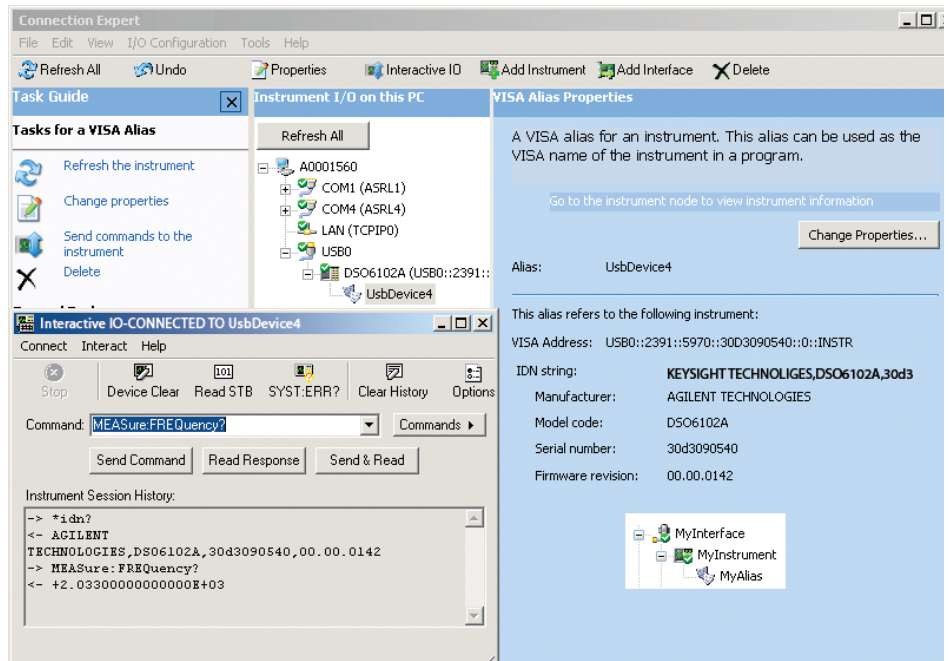 Connection Expert
File Edit View I/O Configuration Tools Help
Refresh All Undo Properties Interactive IO Add Instrument Add Interface Delete
Task Guide
Tasks for a VISA Alias
Refresh the instrument
Change properties
Send commands to the
instrument
Delete
Instrument I/O on this PC
Refresh All
A0001560
COM1 (ASRL1)
COM4 (ASRL4)
LAN (TCPIP0)
USB0
DSO6102A (USB0::2391::
UsbDevice4
VISA Alias Properties
A VISA alias for an instrument. This alias can be used as the
VISA name of the instrument in a program.
Go to the instrument node to view instrument information
Change Properties...
Alias: UsbDevice4
This alias refers to the following instrument:
VISA Address: USB0::2391::5970::30D3090540::0::INSTR
IDN string: KEYSIGHT TECHNOLIGES,DSO6102A,30d3
Manufacturer: AGILENT TECHNOLOGIES
Model code: DSO6102A
Serial number: 30d3090540
Firmware revision: 00.00.0142
MyInterface
MyInstrument
MyAlias
Interactive IO-CONNECTED TO UsbDevice4
Connect Interact Help
Stop Device Clear Read STB SYST:ERR? Clear History Options
Command: MEASure:FREQuency? Commands
Send Command Read Response Send & Read
Instrument Session History:
-> *idn?
<- AGILENT
TECHNOLOGIES,DSO6102A,30d3090540,00.00.0142
-> MEASure:FREQuency?
<- +2.03300000000000E+03